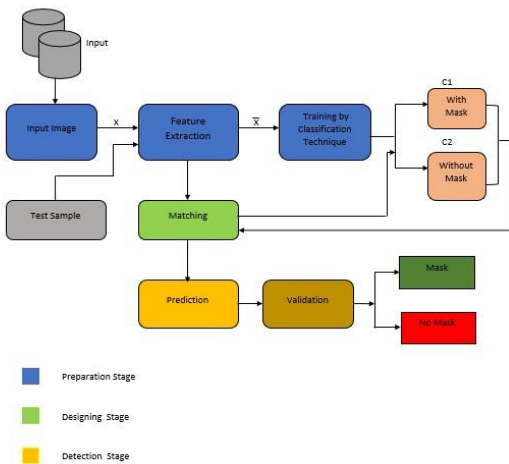 Input
C1
Input Image
X
Feature
Extraction
X̅
Training by
Classification
Technique
With
Mask
C2
Without
Mask
Test Sample
Matching
Prediction
Validation
Mask
No Mask
Preparation Stage
Designing Stage
Detection Stage